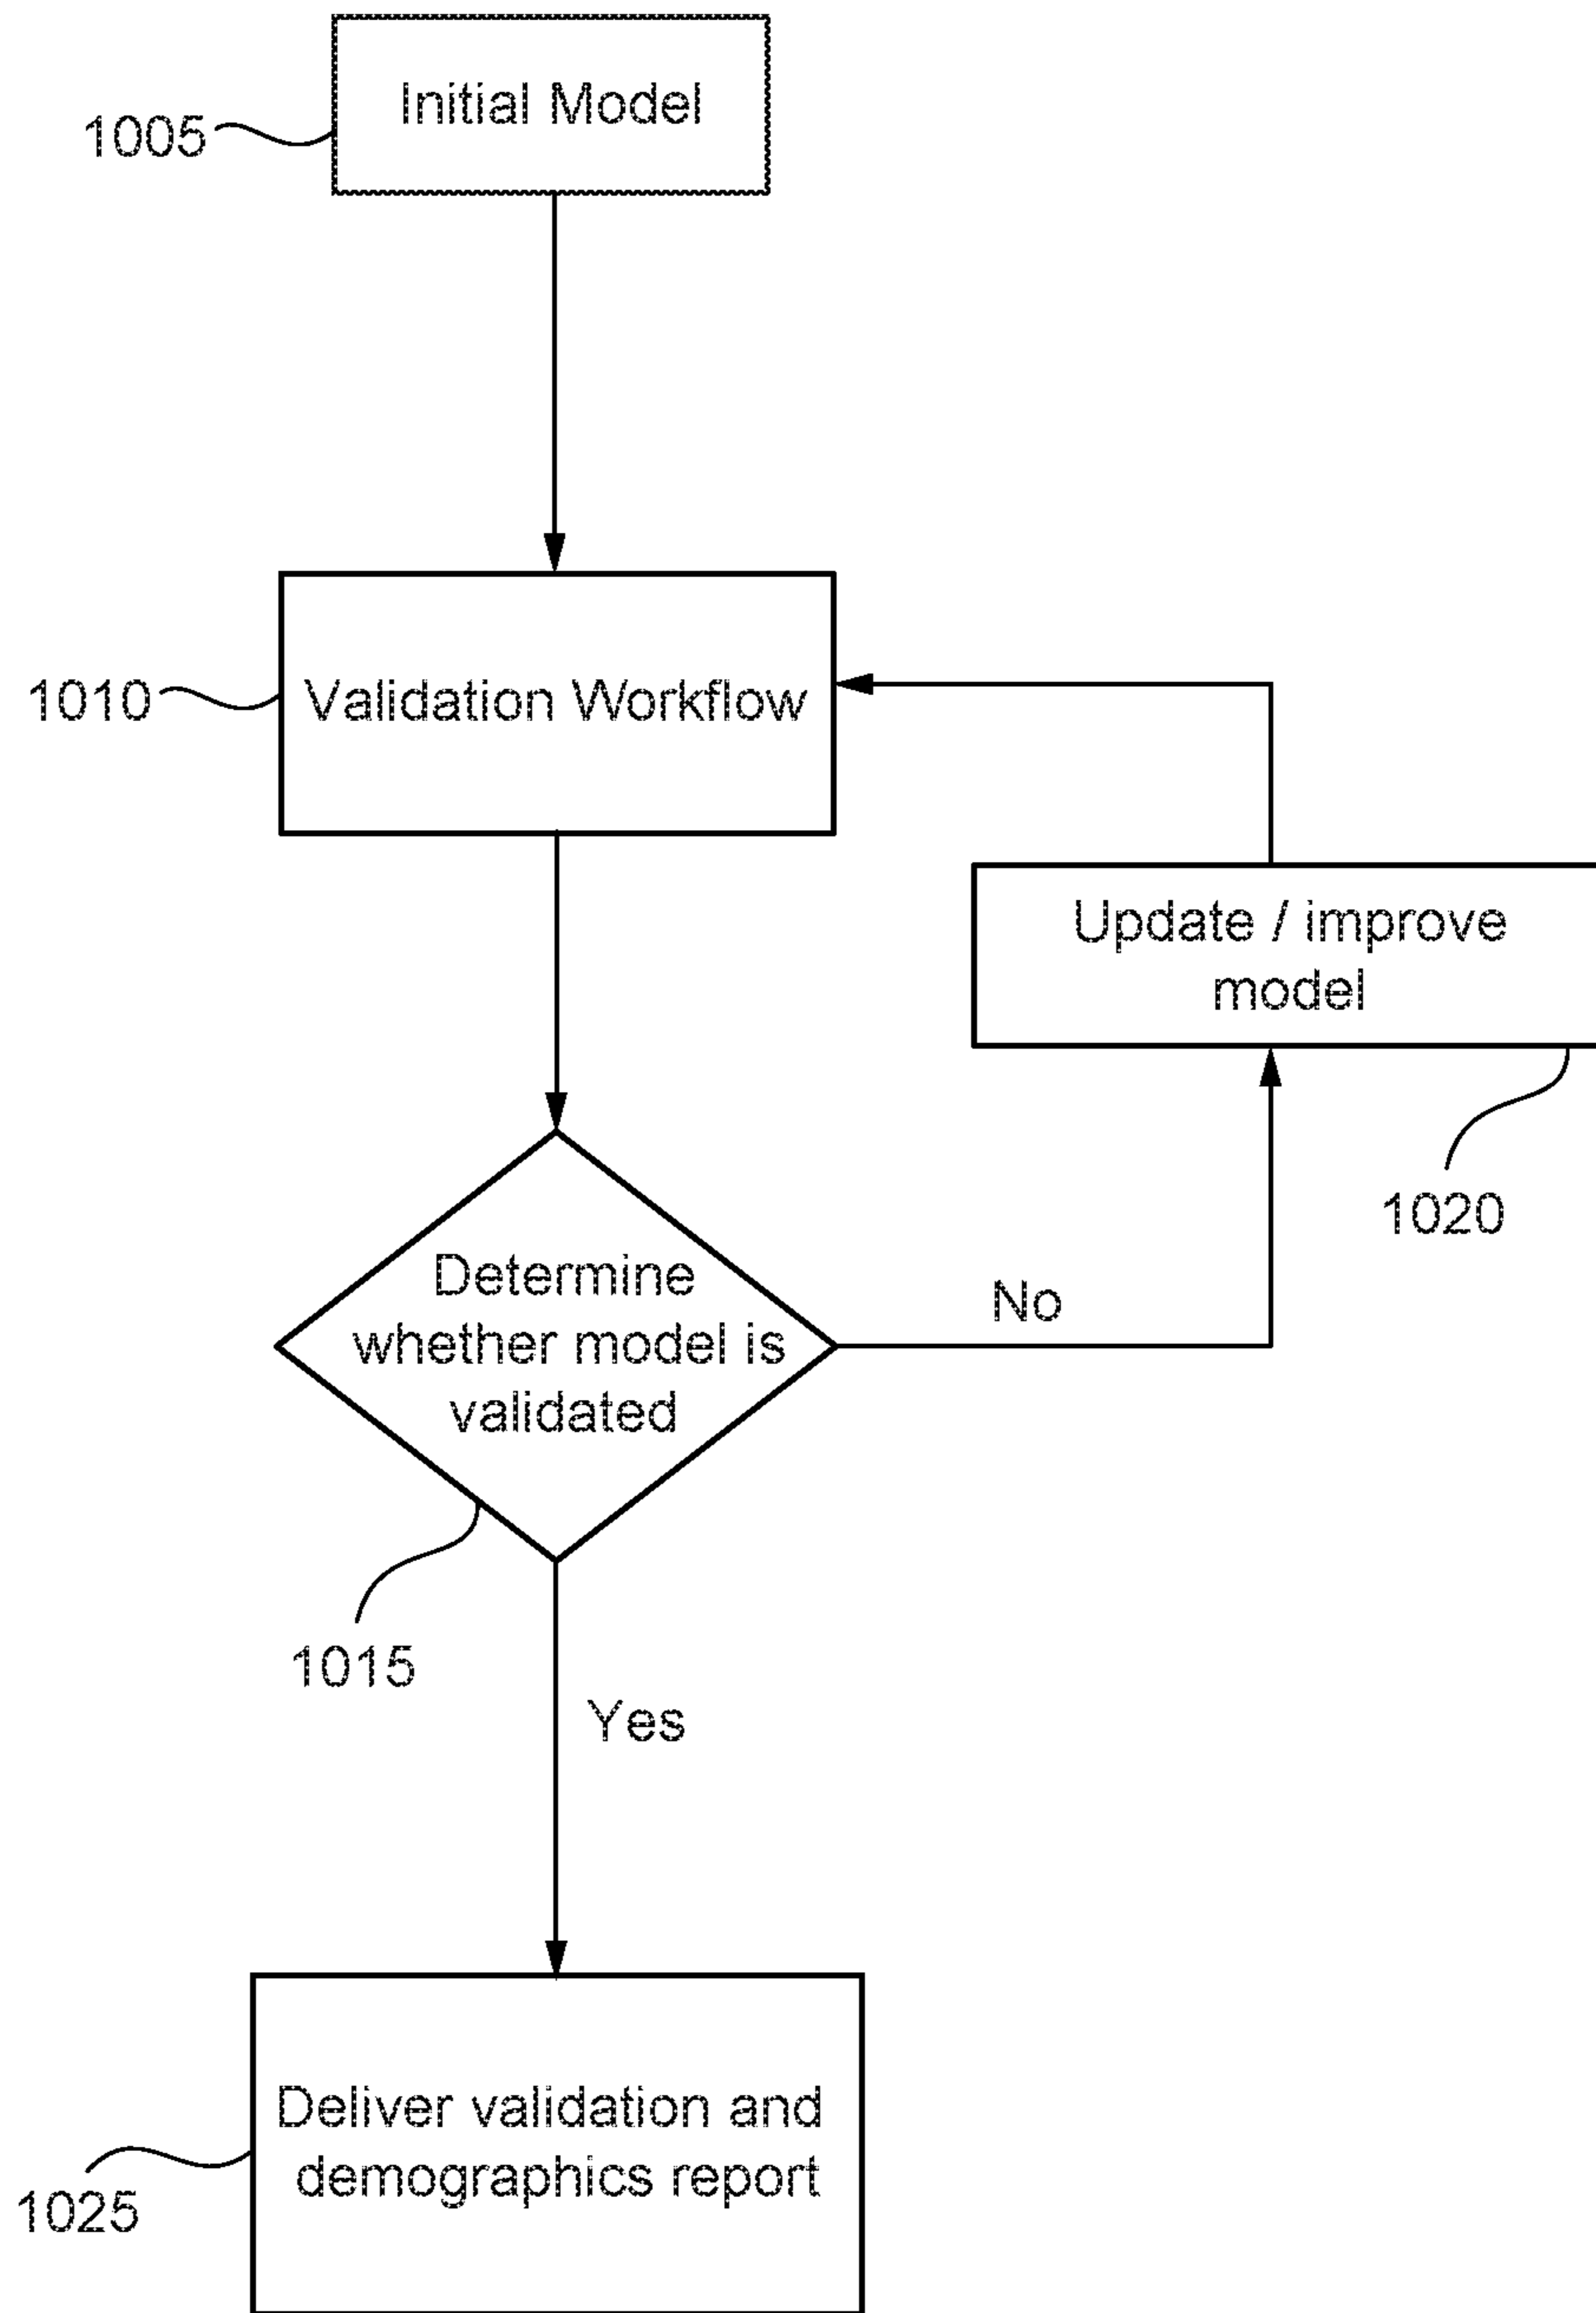 Initial Model
1005
1010
Validation Workflow
Update / improve
model
1020
Determine
whether model is
validated
No
1015
Yes
Deliver validation and
demographics report
1025